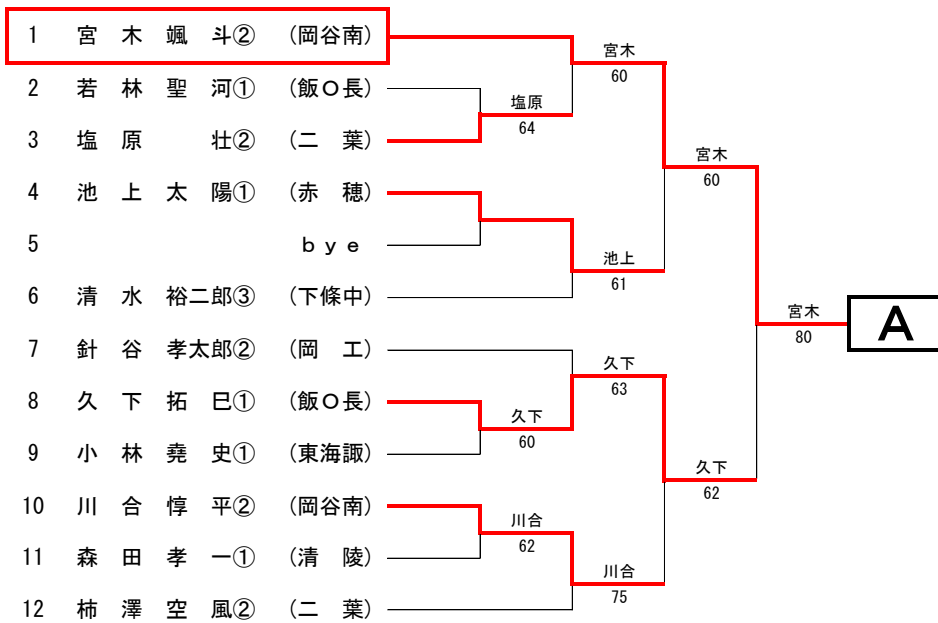 1 宮 木 颯 斗② (岡谷南)
2 若 林 聖 河① (飯O長)
3 塩 原 壮② (二 葉)
4 池 上 太 陽① (赤 穂)
5 ｂｙｅ
6 清 水 裕二郎③ (下條中)
7 針 谷 孝太郎② (岡 工)
8 久 下 拓 巳① (飯O長)
9 小 林 堯 史① (東海諏)
10 川 合 惇 平② (岡谷南)
11 森 田 孝 一① (清 陵)
12 柿 澤 空 風② (二 葉)
塩原
64
久下
60
川合
62
宮木
60
池上
61
久下
63
川合
75
宮木
60
久下
62
宮木
80
A